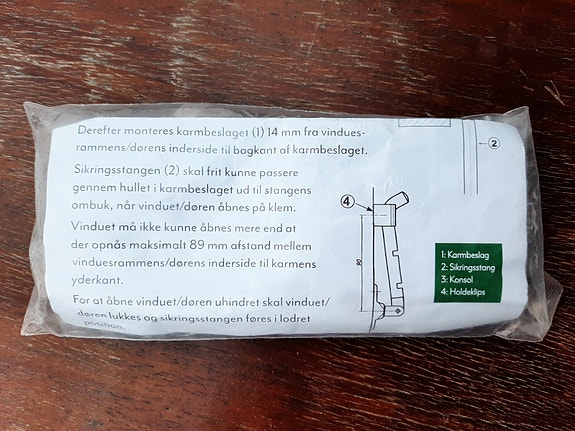 Derefter monteres karmbeslaget (1) 14 mm fra vindues-
rammens/dørens inderside til bagkant af karmbeslaget.
Sikringsstangen (2) skal frit kunne passere
gennem hullet i karmbeslaget ud til stangens
ombuk, når vinduet/døren åbnes på klem.
Vinduet må ikke kunne åbnes mere end at
der opnås maksimalt 89 mm afstand mellem
vinduesrammens/dørens inderside til karmens
yderkant.
For at åbne vinduet/døren uhindret skal vinduet/
døren lukkes og sikringsstangen føres i lodret
position.
2
4
90
1: Karmbeslag
2: Sikringsstang
3: Konsol
4: Holdeklips